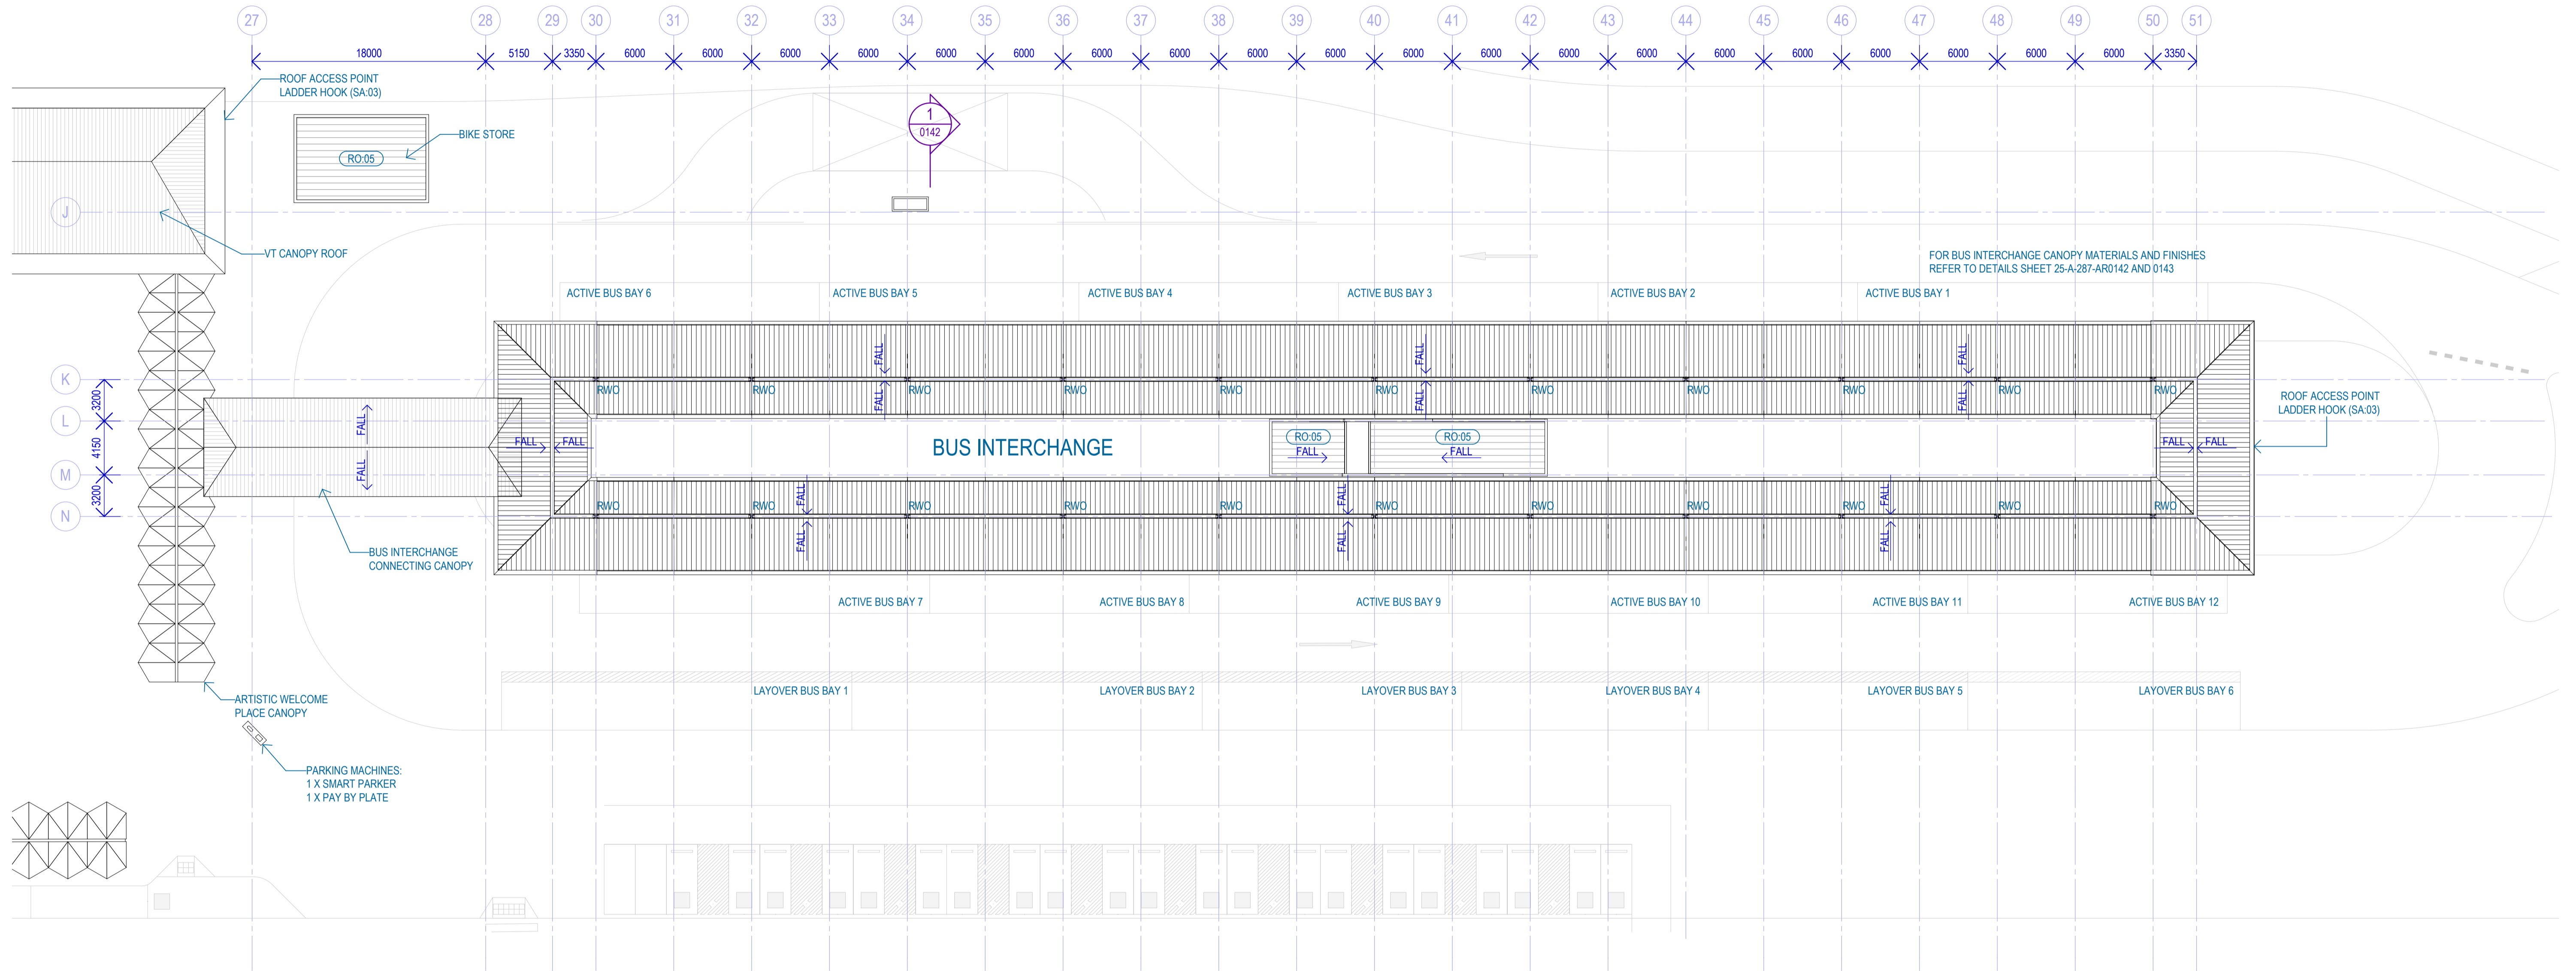 27 28 29 30 31 32 33 34 35 36 37 38 39 40 41 42 43 44 45 46 47 48 49 50 51
18000 5150 3350 6000 6000 6000 6000 6000 6000 6000 6000 6000 6000 6000 6000 6000 6000 6000 6000 6000 6000 6000 6000 3350
ROOF ACCESS POINT
LADDER HOOK (SA:03)
1
0142
BIKE STORE
RO:05
J
VT CANOPY ROOF
FOR BUS INTERCHANGE CANOPY MATERIALS AND FINISHES
REFER TO DETAILS SHEET 25-A-287-AR0142 AND 0143
ACTIVE BUS BAY 6
ACTIVE BUS BAY 5
ACTIVE BUS BAY 4
ACTIVE BUS BAY 3
ACTIVE BUS BAY 2
ACTIVE BUS BAY 1
FALL FALL FALL
K
RWO RWO RWO RWO RWO RWO RWO RWO RWO RWO RWO
FALL FALL FALL
3200
ROOF ACCESS POINT
LADDER HOOK (SA:03)
L
FALL
4150
FALL FALL
BUS INTERCHANGE
RO:05
FALL
RO:05
FALL
FALL FALL
FALL
M
3200
FALL FALL FALL
N
RWO RWO RWO RWO RWO RWO RWO RWO RWO RWO RWO
FALL FALL FALL
BUS INTERCHANGE
CONNECTING CANOPY
ACTIVE BUS BAY 7
ACTIVE BUS BAY 8
ACTIVE BUS BAY 9
ACTIVE BUS BAY 10
ACTIVE BUS BAY 11
ACTIVE BUS BAY 12
LAYOVER BUS BAY 1
LAYOVER BUS BAY 2
LAYOVER BUS BAY 3
LAYOVER BUS BAY 4
LAYOVER BUS BAY 5
LAYOVER BUS BAY 6
ARTISTIC WELCOME
PLACE CANOPY
PARKING MACHINES:
1 X SMART PARKER
1 X PAY BY PLATE